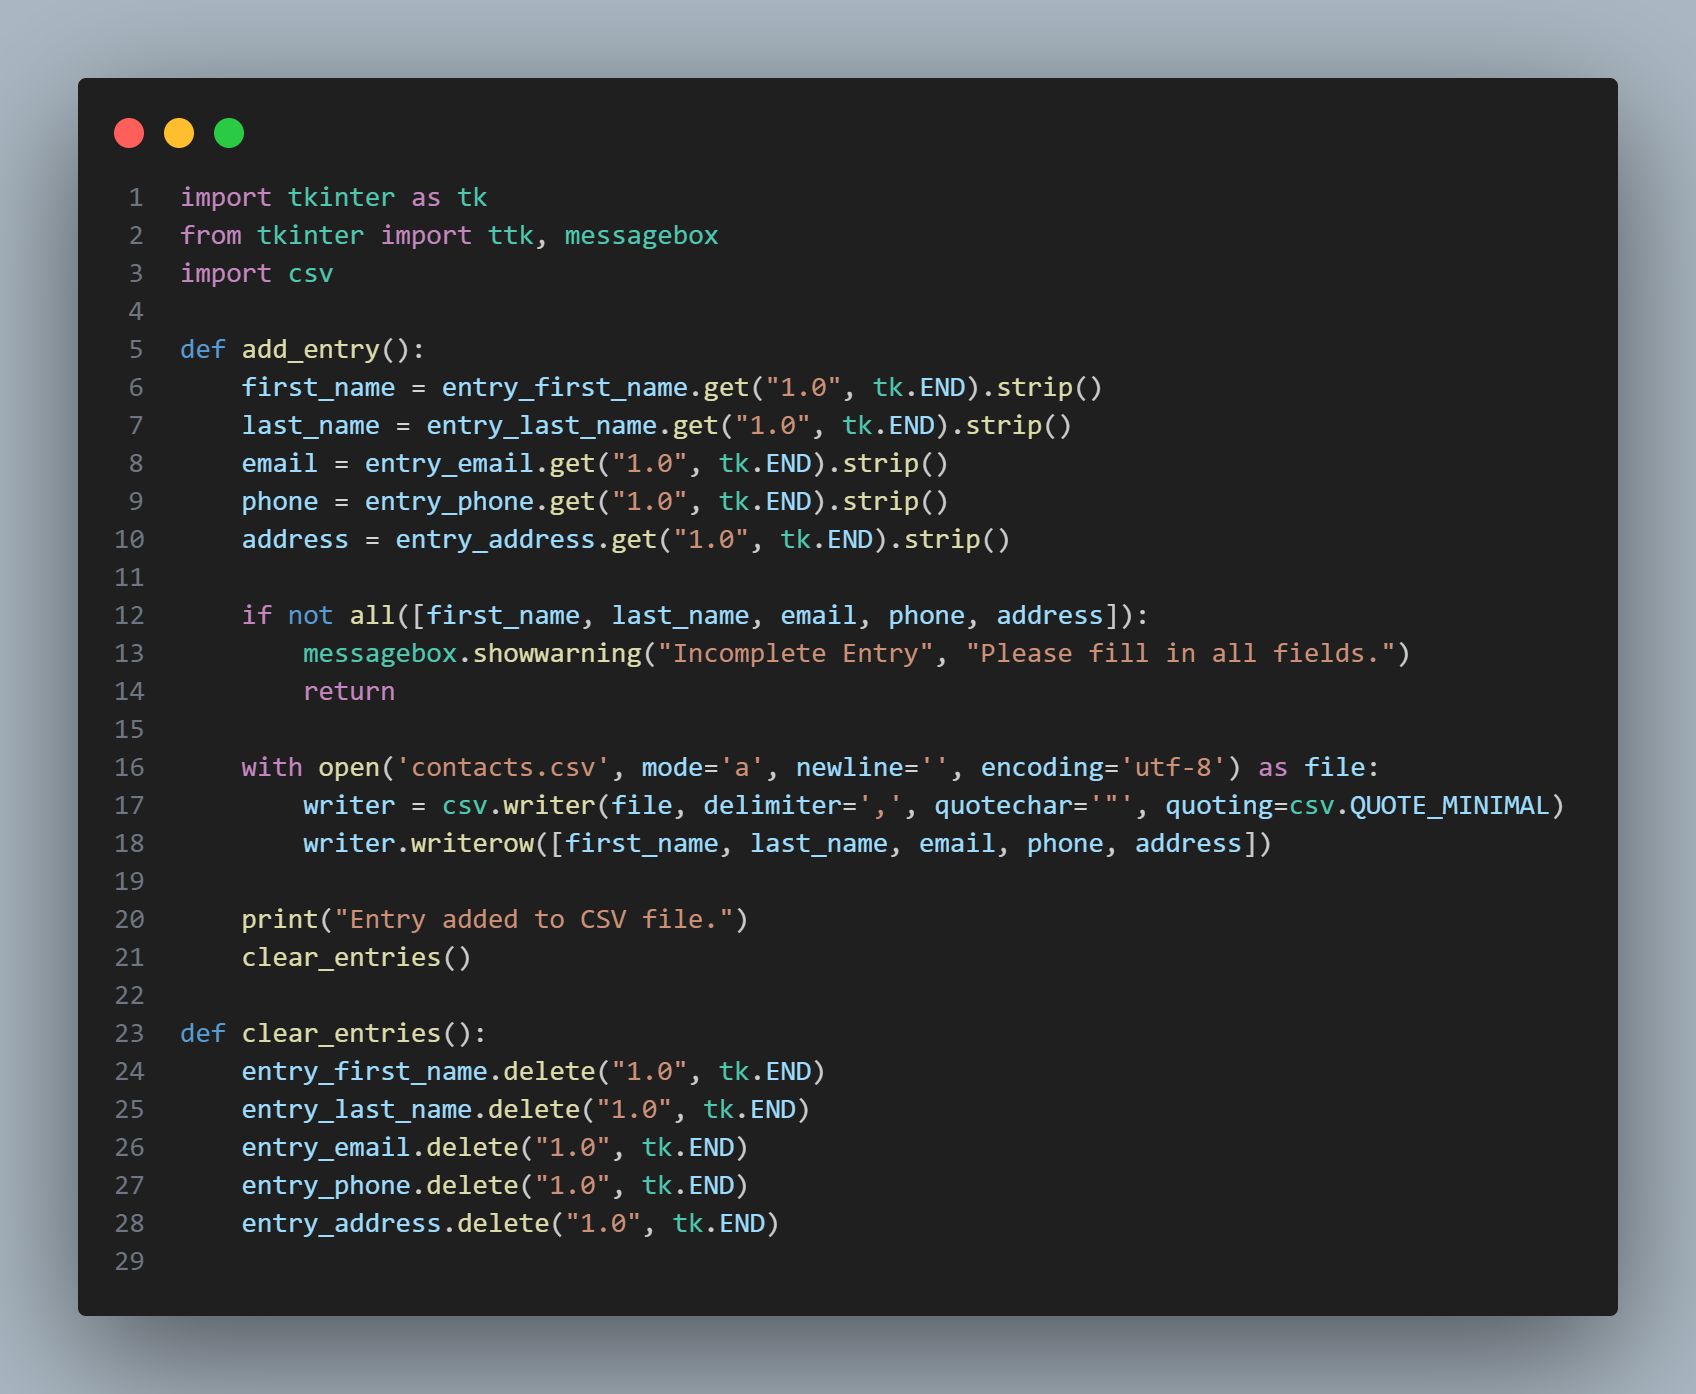 1 import tkinter as tk
2 from tkinter import ttk, messagebox
3 import csv
4
5 def add_entry():
6     first_name = entry_first_name.get("1.0", tk.END).strip()
7     last_name = entry_last_name.get("1.0", tk.END).strip()
8     email = entry_email.get("1.0", tk.END).strip()
9     phone = entry_phone.get("1.0", tk.END).strip()
10     address = entry_address.get("1.0", tk.END).strip()
11
12     if not all([first_name, last_name, email, phone, address]):
13         messagebox.showwarning("Incomplete Entry", "Please fill in all fields.")
14         return
15
16     with open('contacts.csv', mode='a', newline='', encoding='utf-8') as file:
17         writer = csv.writer(file, delimiter=',', quotechar='"', quoting=csv.QUOTE_MINIMAL)
18         writer.writerow([first_name, last_name, email, phone, address])
19
20     print("Entry added to CSV file.")
21     clear_entries()
22
23 def clear_entries():
24     entry_first_name.delete("1.0", tk.END)
25     entry_last_name.delete("1.0", tk.END)
26     entry_email.delete("1.0", tk.END)
27     entry_phone.delete("1.0", tk.END)
28     entry_address.delete("1.0", tk.END)
29